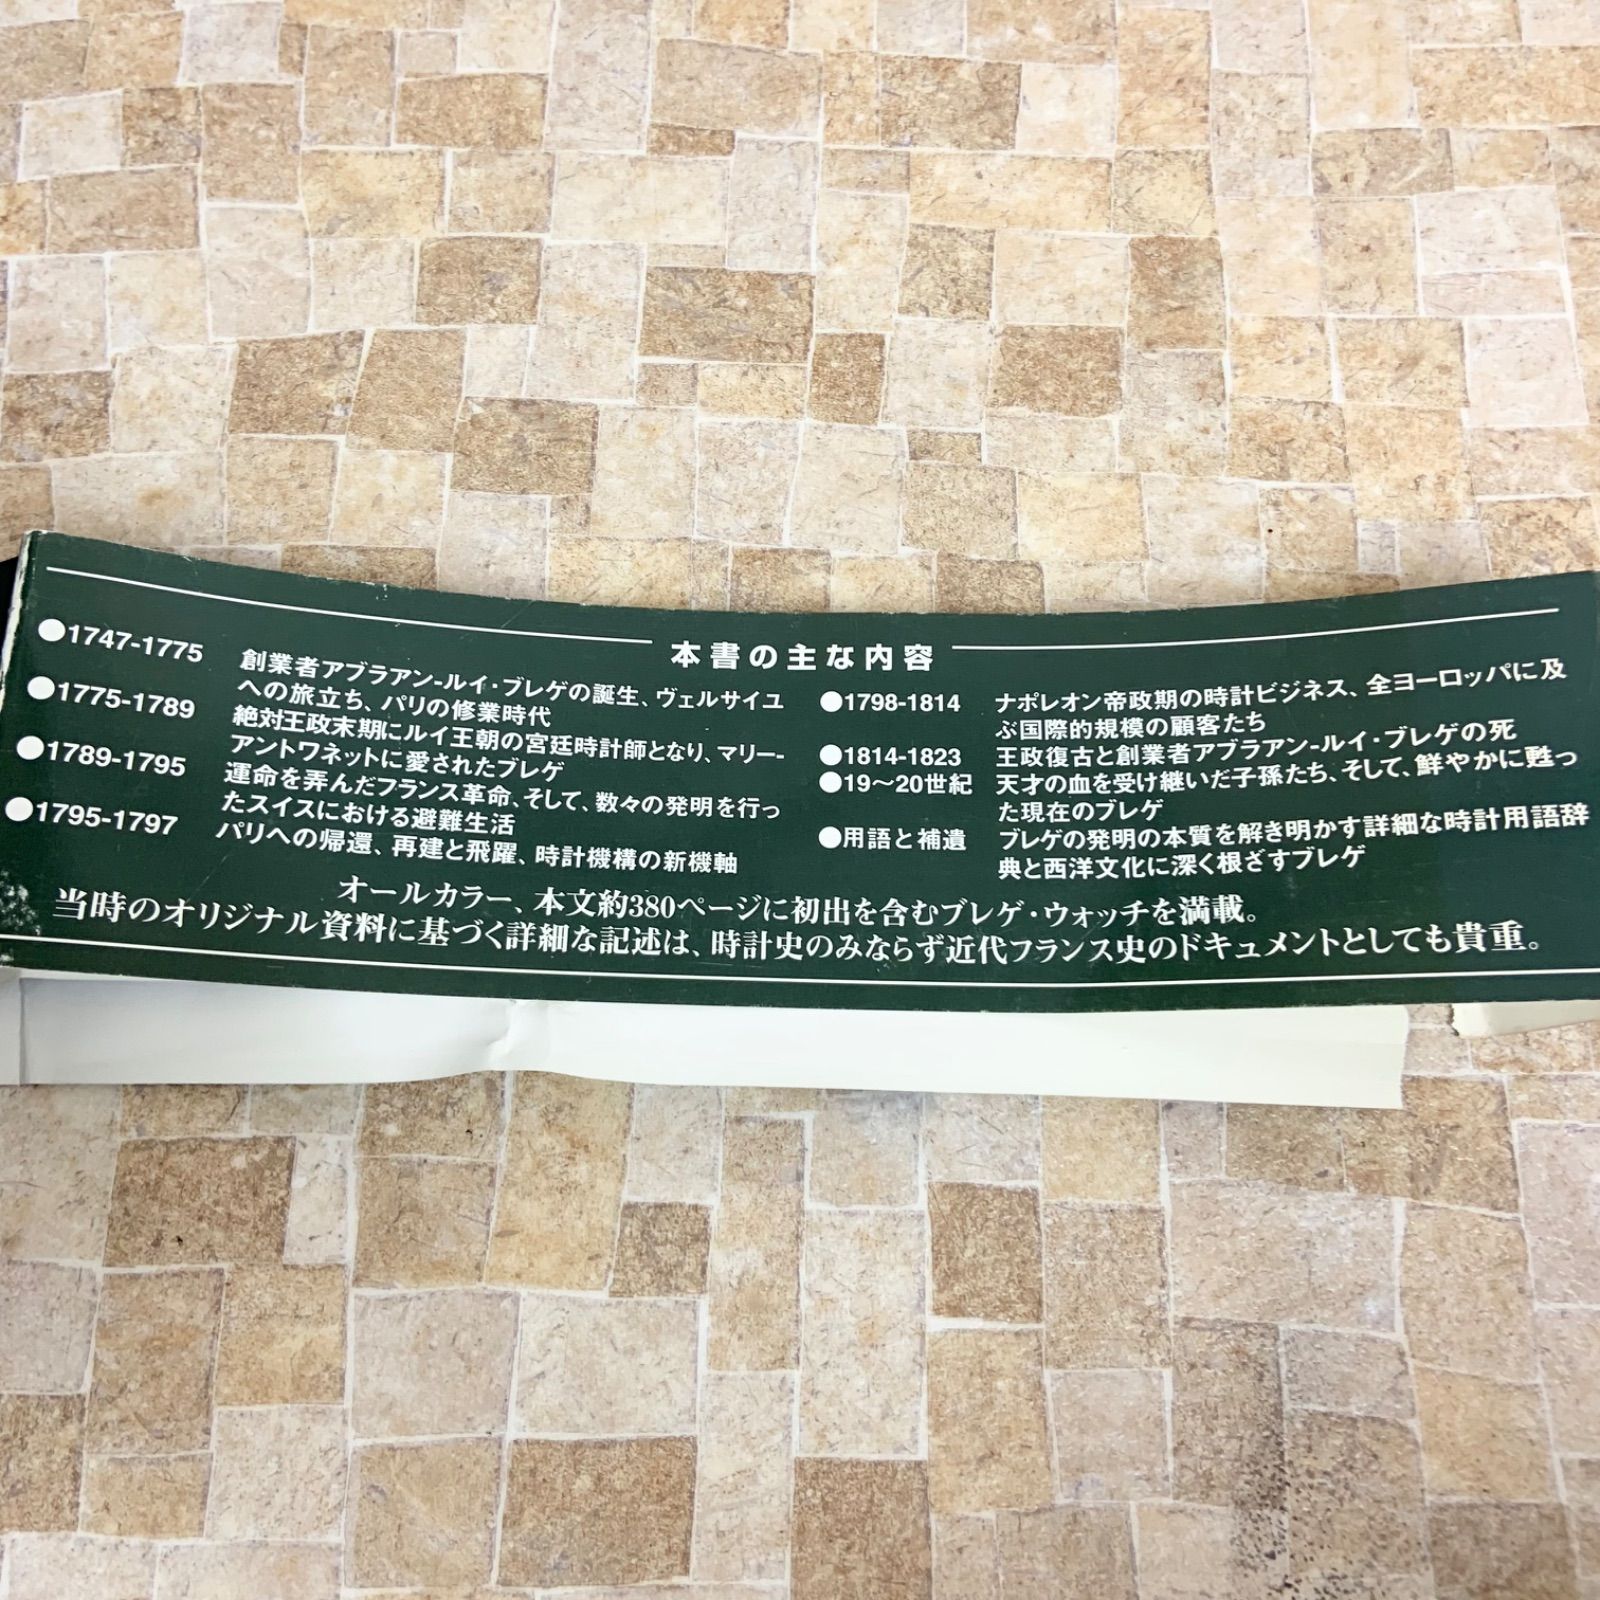 本書の主な内容
●1747-1775 創業者アブラアン-ルイ・ブレゲの誕生、ヴェルサイユ
への旅立ち、パリの修業時代
●1775-1789 絶対王政末期にルイ王朝の宮廷時計師となり、マリー-
アントワネットに愛されたブレゲ
●1789-1795 運命を弄んだフランス革命、そして、数々の発明を行っ
たスイスにおける避難生活
●1795-1797 パリへの帰還、再建と飛躍、時計機構の新機軸
●1798-1814 ナポレオン帝政期の時計ビジネス、全ヨーロッパに及
ぶ国際的規模の顧客たち
●1814-1823 王政復古と創業者アブラアン-ルイ・ブレゲの死
●19〜20世紀 天才の血を受け継いだ子孫たち、そして、鮮やかに甦っ
た現在のブレゲ
●用語と補遺 ブレゲの発明の本質を解き明かす詳細な時計用語辞
典と西洋文化に深く根ざすブレゲ
オールカラー、本文約380ページに初出を含むブレゲ・ウォッチを満載。
当時のオリジナル資料に基づく詳細な記述は、時計史のみならず近代フランス史のドキュメントとしても貴重。